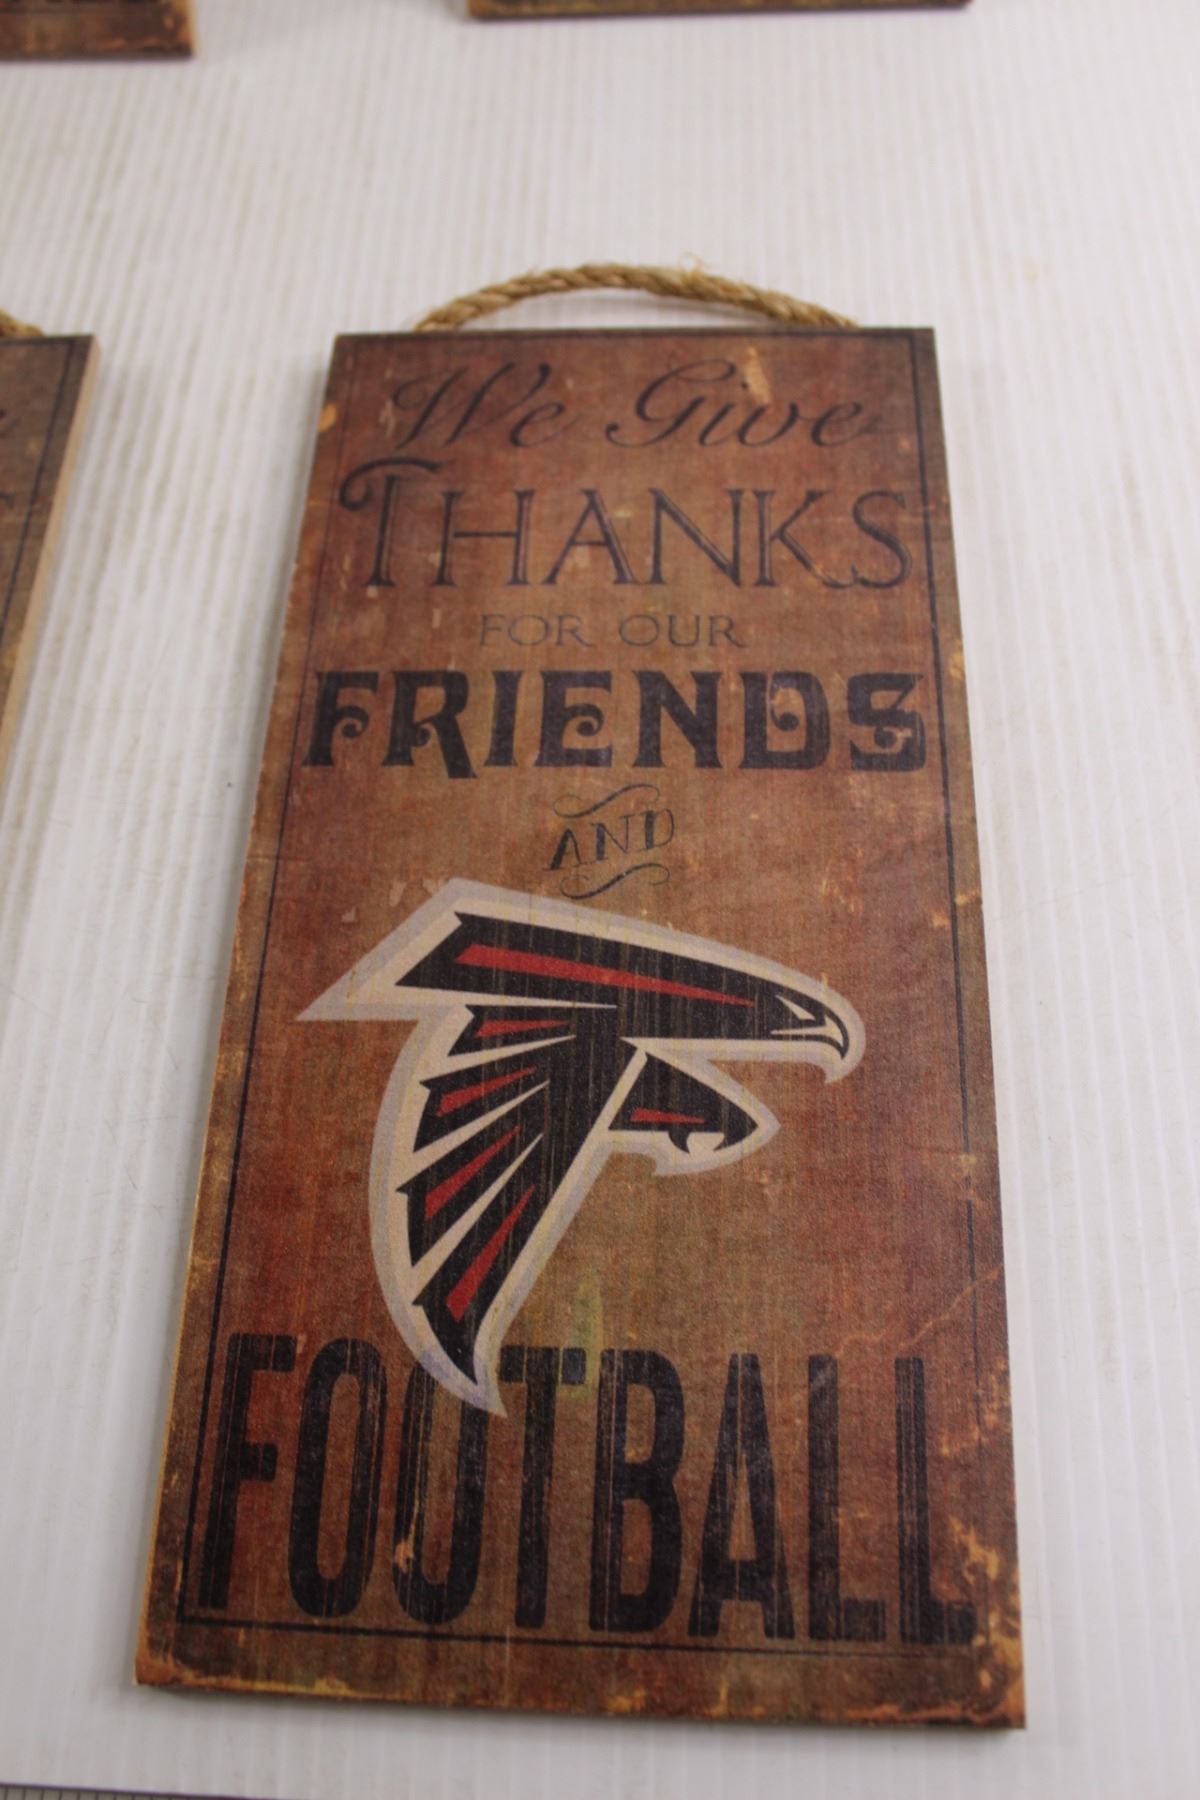 We Give
THANKS
FOR OUR
FRIENDS
AND
FOOTBALL